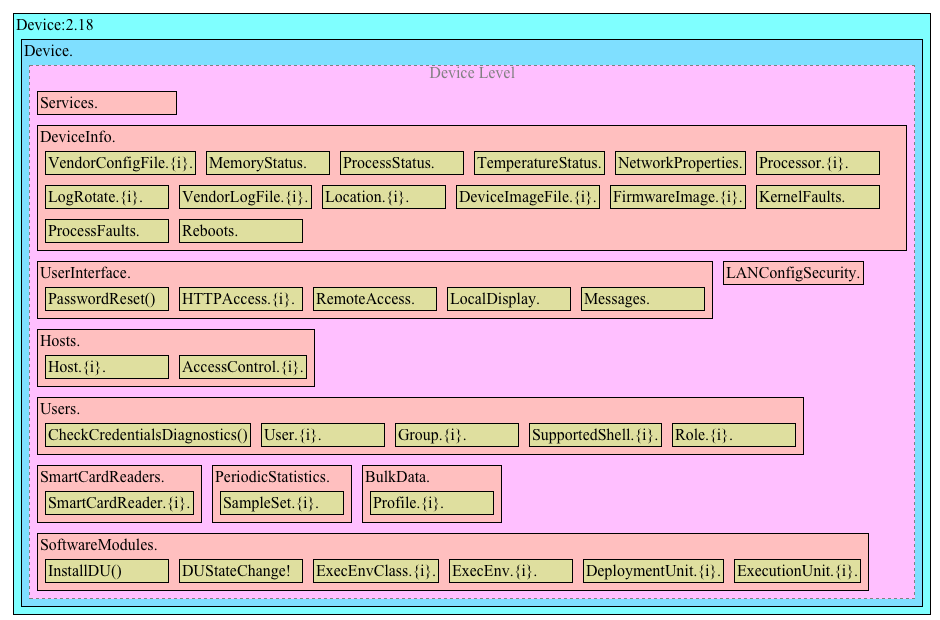 Device:2.18
Device.
Device Level
Services.
DeviceInfo.
VendorConfigFile.{i}. MemoryStatus. ProcessStatus. TemperatureStatus. NetworkProperties. Processor.{i}.
LogRotate.{i}. VendorLogFile.{i}. Location.{i}. DeviceImageFile.{i}. FirmwareImage.{i}. KernelFaults.
ProcessFaults. Reboots.
UserInterface. LANConfigSecurity.
PasswordReset() HTTPAccess.{i}. RemoteAccess. LocalDisplay. Messages.
Hosts.
Host.{i}. AccessControl.{i}.
Users.
CheckCredentialsDiagnostics() User.{i}. Group.{i}. SupportedShell.{i}. Role.{i}.
SmartCardReaders. PeriodicStatistics. BulkData.
SmartCardReader.{i}. SampleSet.{i}. Profile.{i}.
SoftwareModules.
InstallDU() DUStateChange! ExecEnvClass.{i}. ExecEnv.{i}. DeploymentUnit.{i}. ExecutionUnit.{i}.